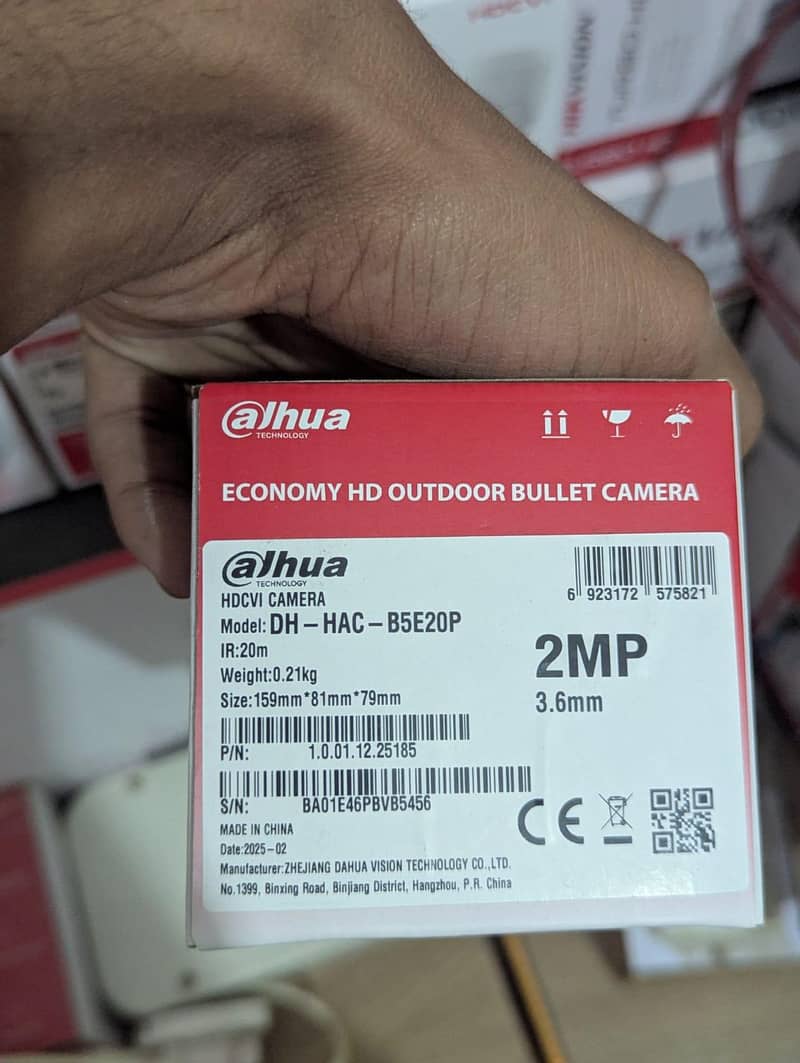 HIKVISION
TURBO HD
alhua
TECHNOLOGY
ECONOMY HD OUTDOOR BULLET CAMERA
alhua
TECHNOLOGY
6 923172 575821
HDCVI CAMERA
Model: DH-HAC-B5E20P
IR:20m
2MP
Weight:0.21kg
Size:159mm*81mm*79mm
3.6mm
P/N: 1.0.01.12.25185
S/N: BA01E46PBVB5456
CE
MADE IN CHINA
Date:2025-02
Manufacturer:ZHEJIANG DAHUA VISION TECHNOLOGY CO.,LTD.
No.1399, Binxing Road, Binjiang District, Hangzhou, P.R. China